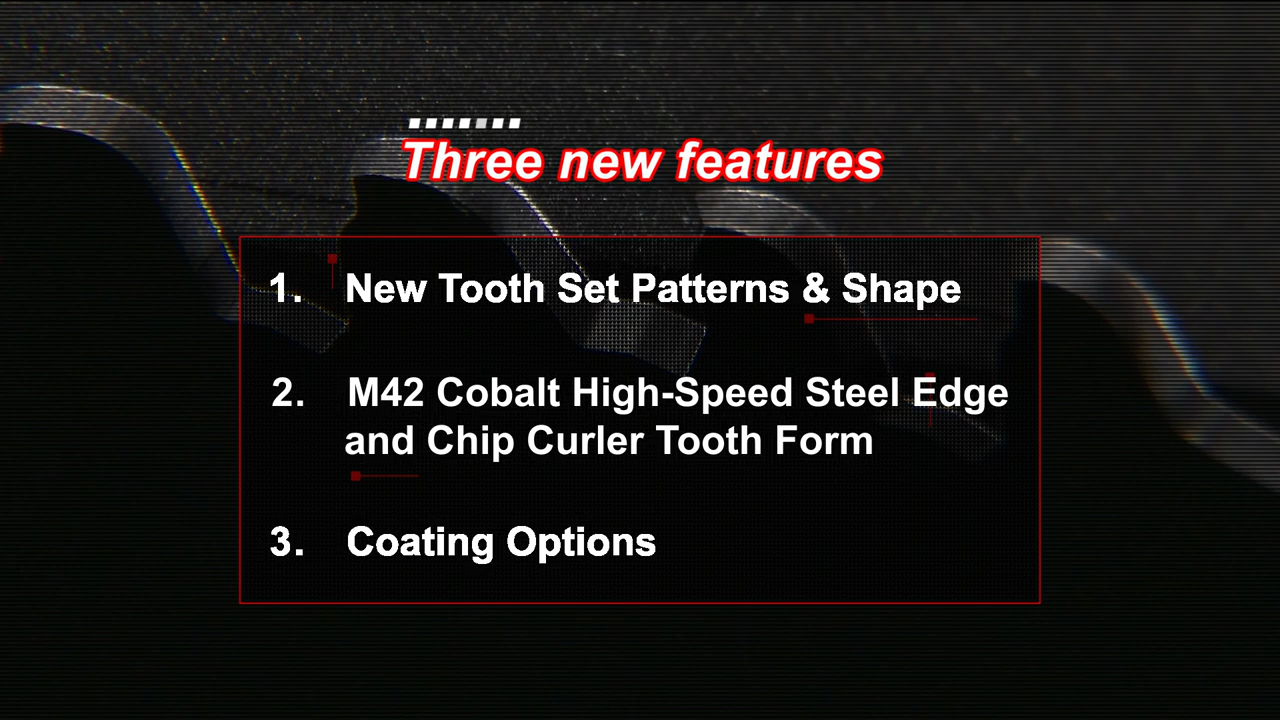 Three new features
1. New Tooth Set Patterns & Shape
2. M42 Cobalt High-Speed Steel Edge
and Chip Curler Tooth Form
3. Coating Options